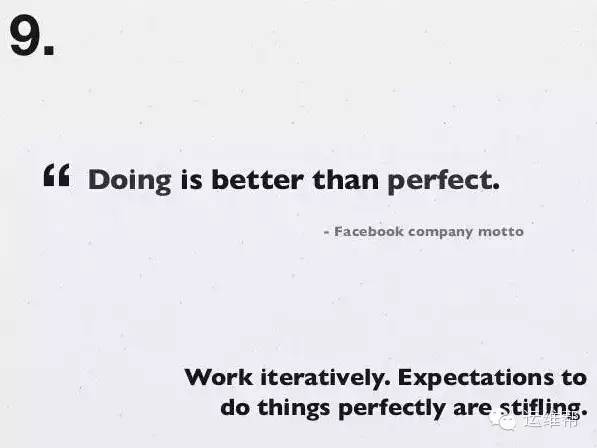 9.
“ Doing is better than perfect.
- Facebook company motto
Work iteratively. Expectations to
do things perfectly are stifling.
运维帮